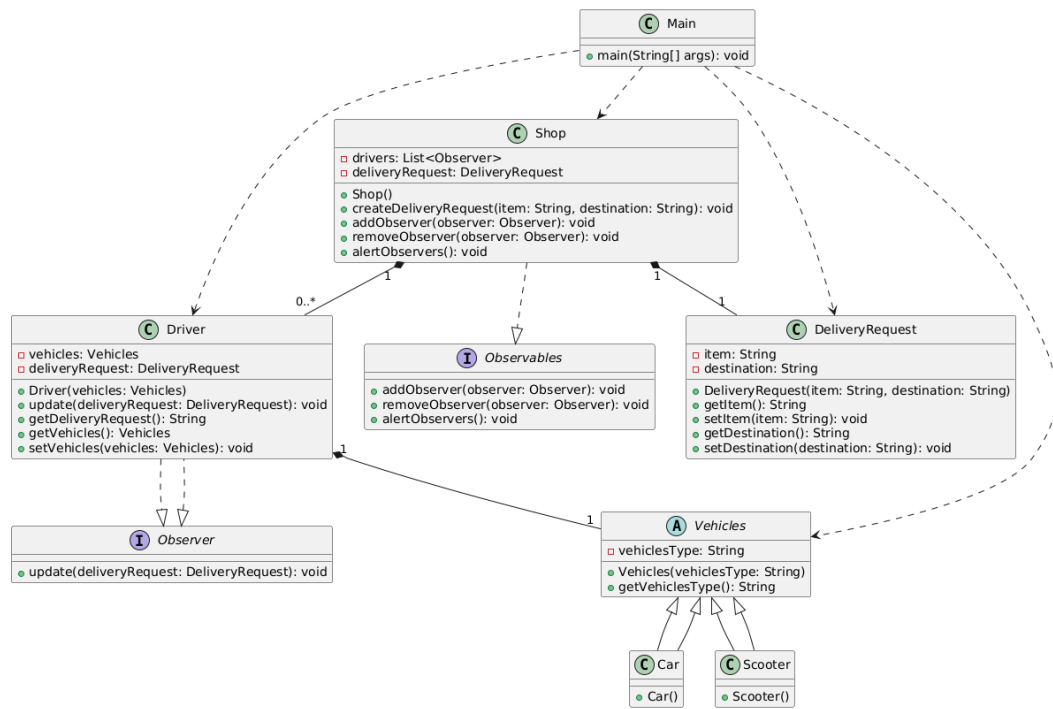 C Main
main(String[] args): void
C Shop
drivers: List<Observer>
deliveryRequest: DeliveryRequest
Shop()
createDeliveryRequest(item: String, destination: String): void
addObserver(observer: Observer): void
removeObserver(observer: Observer): void
alertObservers(): void
1
1
0..*
1
C Driver
vehicles: Vehicles
deliveryRequest: DeliveryRequest
Driver(vehicles: Vehicles)
update(deliveryRequest: DeliveryRequest): void
getDeliveryRequest(): String
getVehicles(): Vehicles
setVehicles(vehicles: Vehicles): void
I Observables
addObserver(observer: Observer): void
removeObserver(observer: Observer): void
alertObservers(): void
C DeliveryRequest
item: String
destination: String
DeliveryRequest(item: String, destination: String)
getItem(): String
setItem(item: String): void
getDestination(): String
setDestination(destination: String): void
1
1
I Observer
update(deliveryRequest: DeliveryRequest): void
A Vehicles
vehiclesType: String
Vehicles(vehiclesType: String)
getVehiclesType(): String
C Car
Car()
C Scooter
Scooter()